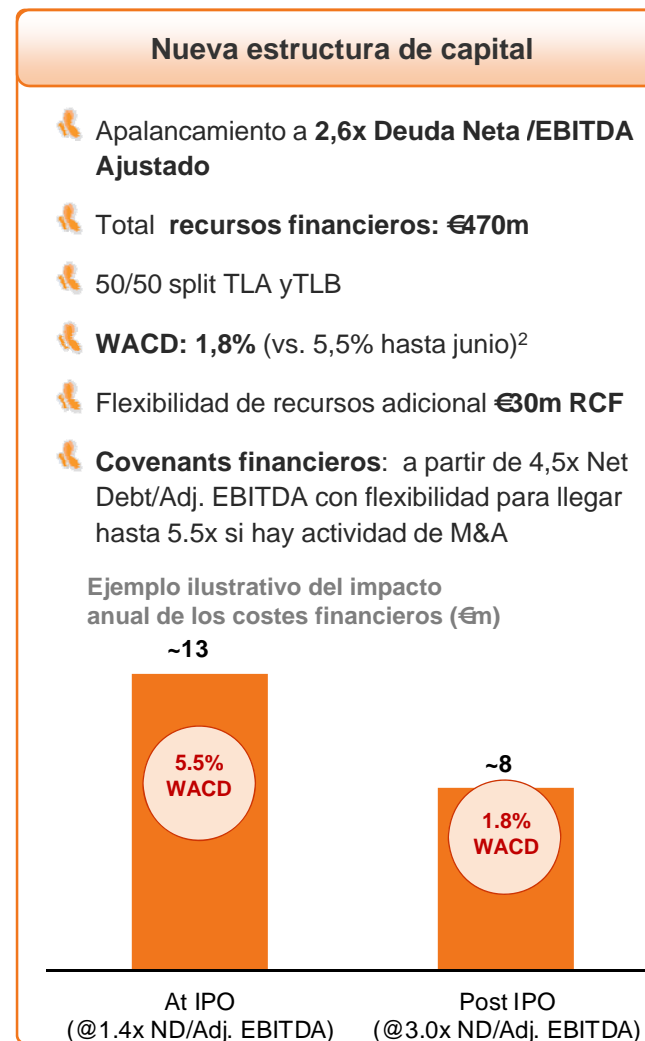 Nueva estructura de capital
Apalancamiento a 2,6x Deuda Neta /EBITDA
Ajustado
Total recursos financieros: €470m
50/50 split TLA yTLB
WACD: 1,8% (vs. 5,5% hasta junio)²
Flexibilidad de recursos adicional €30m RCF
Covenants financieros: a partir de 4,5x Net
Debt/Adj. EBITDA con flexibilidad para llegar
hasta 5.5x si hay actividad de M&A
Ejemplo ilustrativo del impacto
anual de los costes financieros (€m)
~13
~8
5.5%
WACD
1.8%
WACD
At IPO
(@1.4x ND/Adj. EBITDA)
Post IPO
(@3.0x ND/Adj. EBITDA)